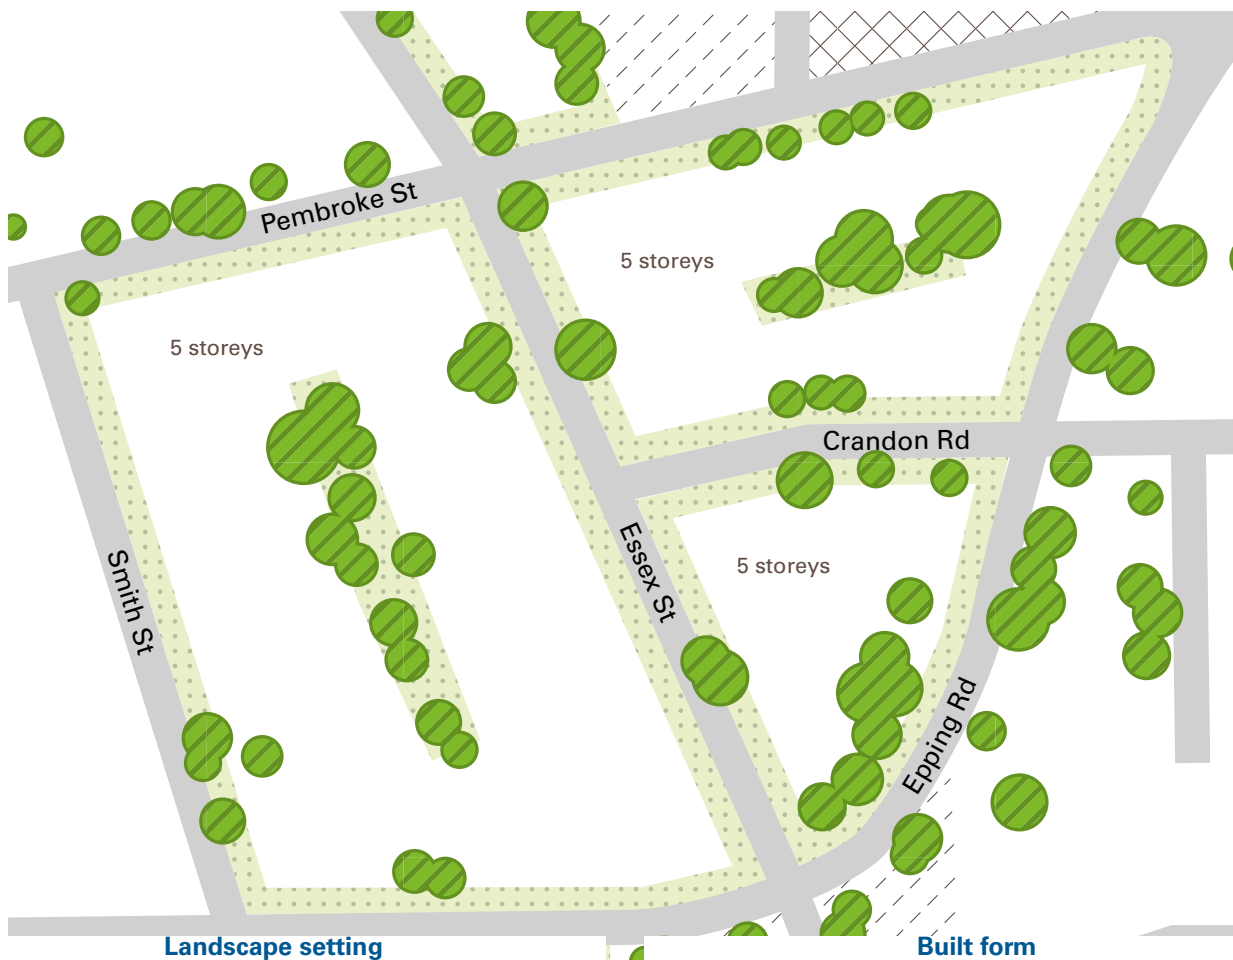 Pembroke St
5 storeys
5 storeys
Crandon Rd
Essex St
5 storeys
Smith St
Epping Rd
Landscape setting
Built form